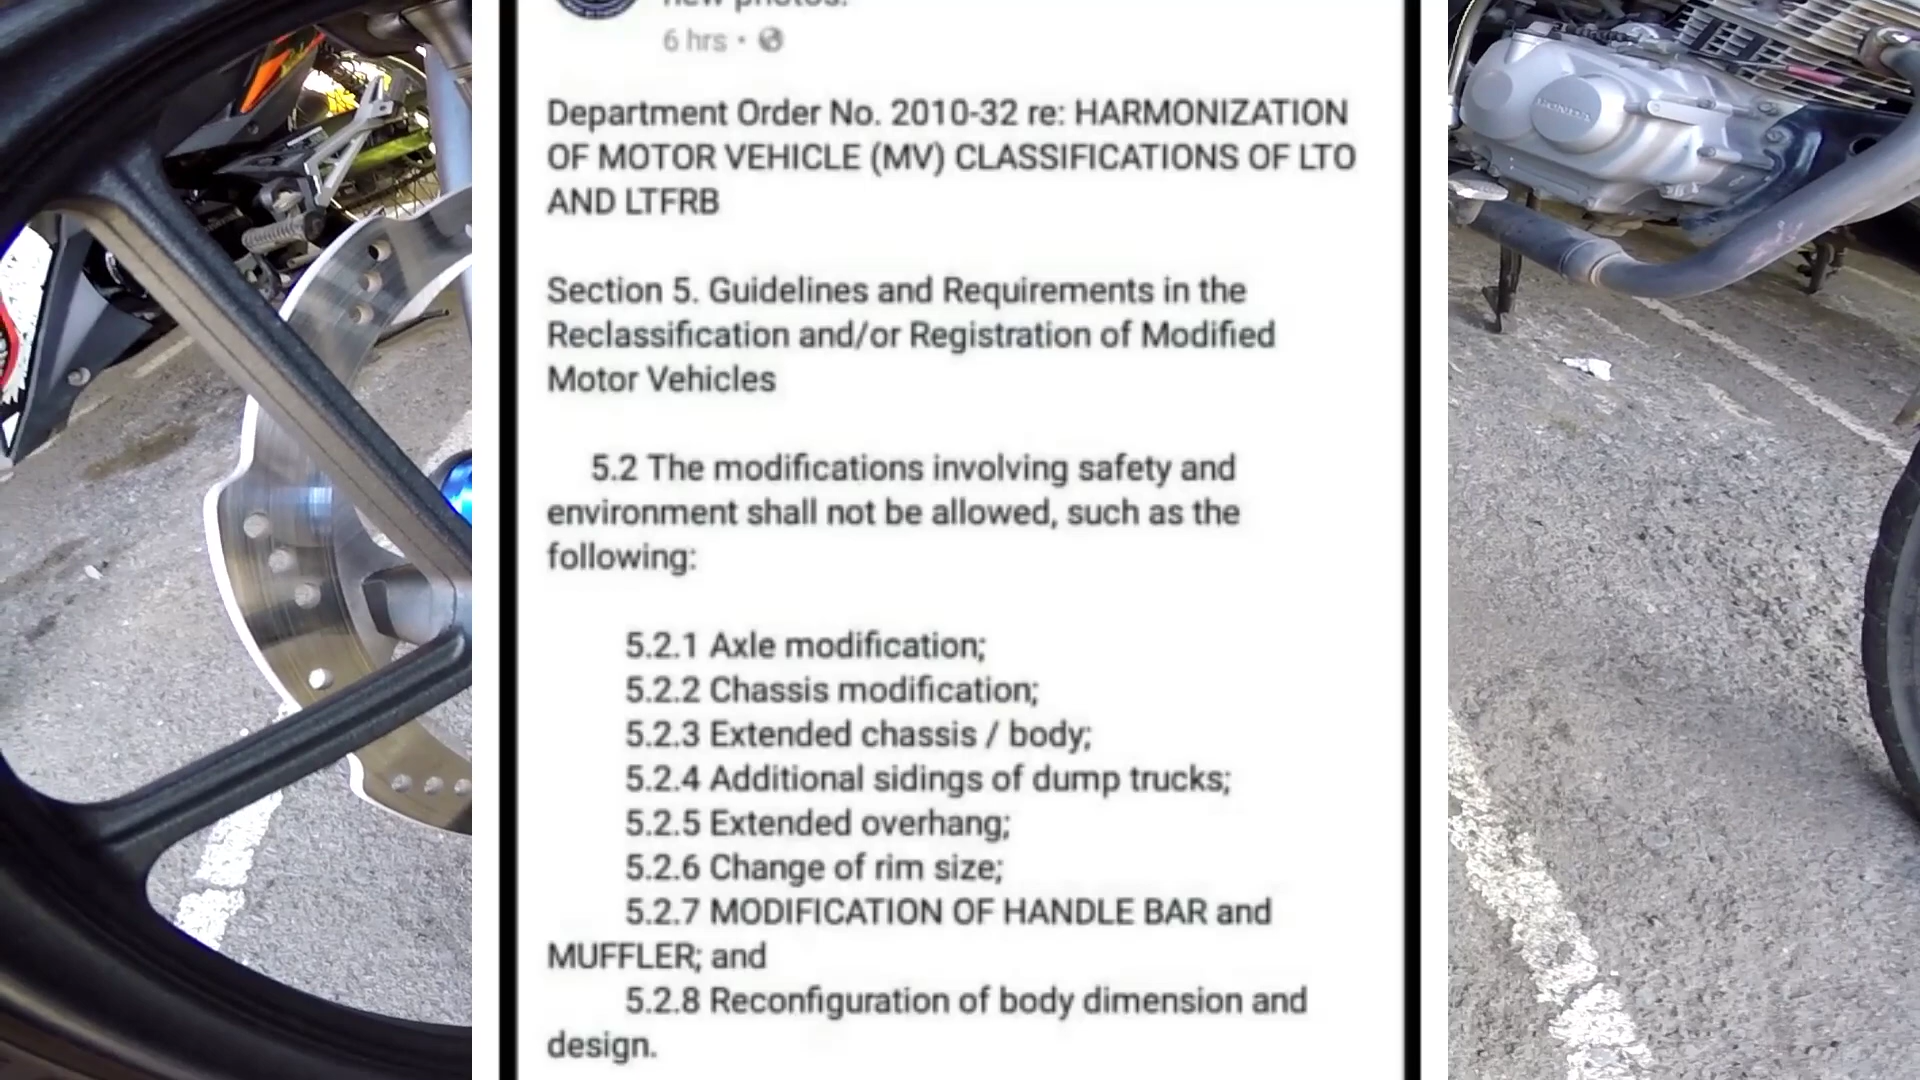 6 hrs
Department Order No. 2010-32 re: HARMONIZATION
OF MOTOR VEHICLE (MV) CLASSIFICATIONS OF LTO
AND LTFRB
Section 5. Guidelines and Requirements in the
Reclassification and/or Registration of Modified
Motor Vehicles
5.2 The modifications involving safety and
environment shall not be allowed, such as the
following:
5.2.1 Axle modification;
5.2.2 Chassis modification;
5.2.3 Extended chassis / body;
5.2.4 Additional sidings of dump trucks;
5.2.5 Extended overhang;
5.2.6 Change of rim size;
5.2.7 MODIFICATION OF HANDLE BAR and
MUFFLER; and
5.2.8 Reconfiguration of body dimension and
design.
HONDA